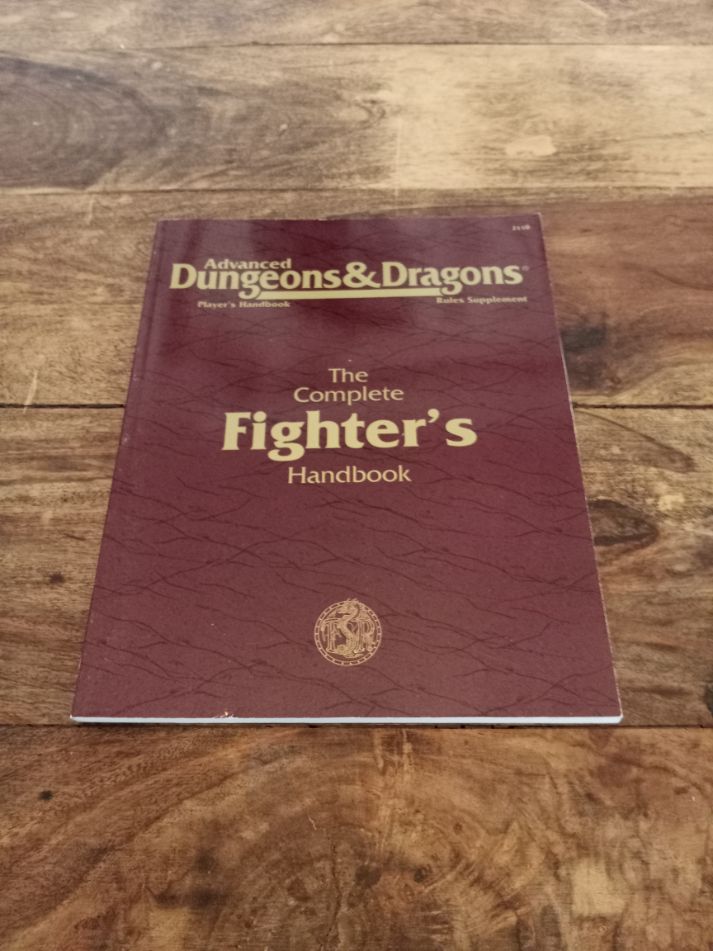 2110
Advanced
Dungeons&Dragons®
Player's Handbook
Rules Supplement
The
Complete
Fighter's
Handbook
TSR